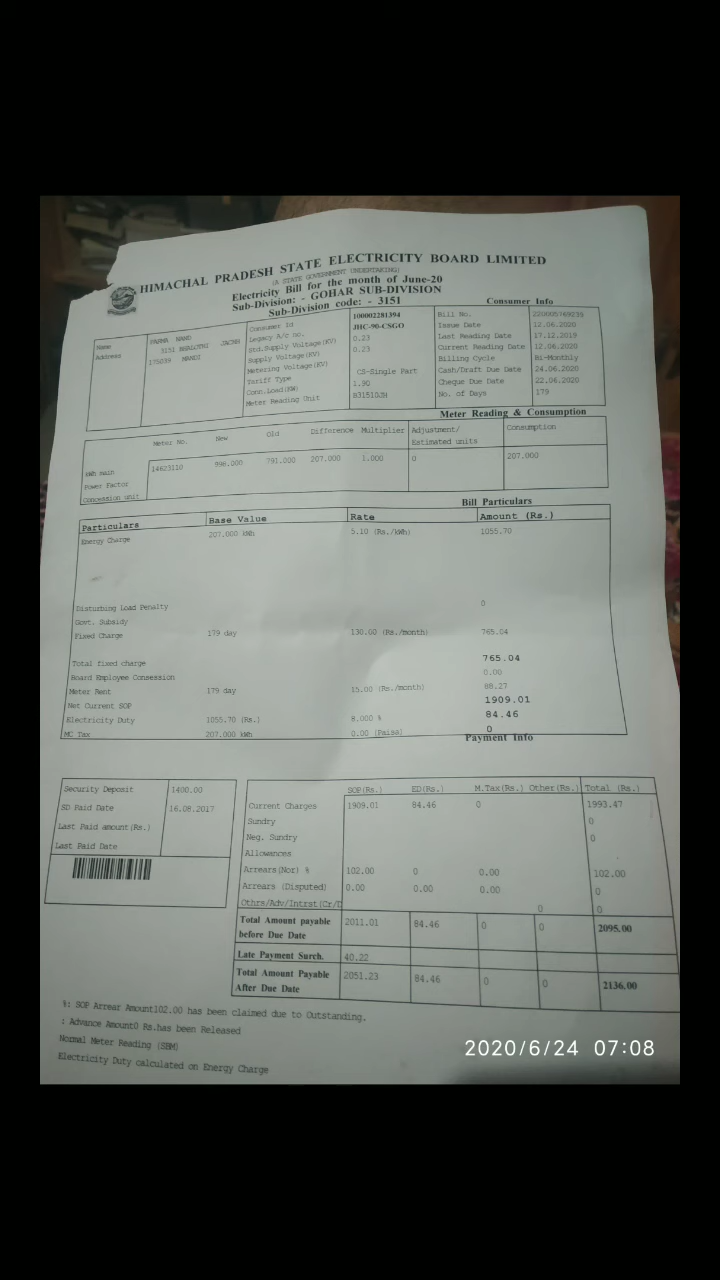 HIMACHAL PRADESH STATE ELECTRICITY BOARD LIMITED
(A STATE GOVERNMENT UNDERTAKING)
Electricity Bill for the month of June-20
Sub-Division: - GOHAR SUB-DIVISION
Sub-Division code: - 3151
Consumer Info
Name PARMA NAND
Address 3131 JACHH
175039 MANDI
Consumer Id 100002281394
Legacy A/c no. JHC-90-CSGO
Std.Supply Voltage(KV) 0.23
Supply Voltage(KV) 0.23
Metering Voltage(KV)
Tariff Type CS-Single Part
Conn.Load(KW) 1.90
Meter Reading Unit B31510JH
Bill No.
Issue Date 12.06.2020
Last Reading Date 17.12.2019
Current Reading Date 12.06.2020
Billing Cycle Bi-Monthly
Cash/Draft Due Date 24.06.2020
Cheque Due Date 22.06.2020
No. of Days 179
Meter Reading & Consumption
Meter No. New Old Difference Multiplier Adjustment/ Consumption
Estimated units
kWh main 14623110 998.000 791.000 207.000 1.000 0 207.000
Power Factor
Concession unit
Bill Particulars
Particulars Base Value Rate Amount (Rs.)
Energy Charge 207.000 kWh 5.10 (Rs./kWh) 1055.70
Disturbing Load Penalty 0
Govt. Subsidy
Fixed Charge 179 day 130.00 (Rs./month) 765.04
Total fixed charge 765.04
Board Employee Consession 0.00
Meter Rent 179 day 15.00 (Rs./month) 88.27
Net Current SOP 1909.01
Electricity Duty 1055.70 (Rs.) 8.000 % 84.46
MC Tax 207.000 kWh 0.00 (Paisa) 0
Payment Info
Security Deposit 1400.00
SD Paid Date 16.08.2017
Last Paid amount(Rs.)
Last Paid Date
SOP(Rs.) ED(Rs.) M.Tax(Rs.) Other(Rs.) Total (Rs.)
Current Charges 1909.01 84.46 0 1993.47
Sundry 0
Neg. Sundry 0
Allowances
Arrears(Nor) % 102.00 0 0.00 102.00
Arrears (Disputed) 0.00 0.00 0.00 0
Othrs/Adv/Intrst(Cr/D 0 0
Total Amount payable 2011.01 84.46 0 0 2095.00
before Due Date
Late Payment Surch. 40.22
Total Amount Payable 2051.23 84.46 0 0 2136.00
After Due Date
%: SOP Arrear Amount102.00 has been claimed due to Outstanding.
: Advance Amount0 Rs.has been Released
Normal Meter Reading (SBM)
Electricity Duty calculated on Energy Charge
2020/6/24 07:08